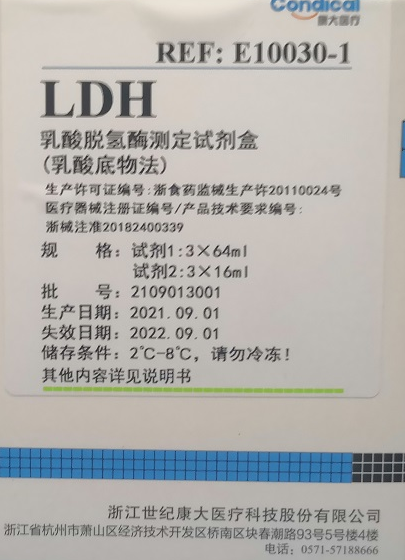 Condical
康大医疗
REF: E10030-1
LDH
乳酸脱氢酶测定试剂盒
(乳酸底物法)
生产许可证编号:浙食药监械生产许20110024号
医疗器械注册证编号/产品技术要求编号:
浙械注准20182400339
规　　格: 试剂1:3×64ml
试剂2:3×16ml
批　　号: 2109013001
生产日期: 2021.09.01
失效日期: 2022.09.01
储存条件: 2℃-8℃, 请勿冷冻!
其他内容详见说明书
浙江世纪康大医疗科技股份有限公司
浙江省杭州市萧山区经济技术开发区桥南区块春潮路93号5号楼4楼
电话: 0571-57188666